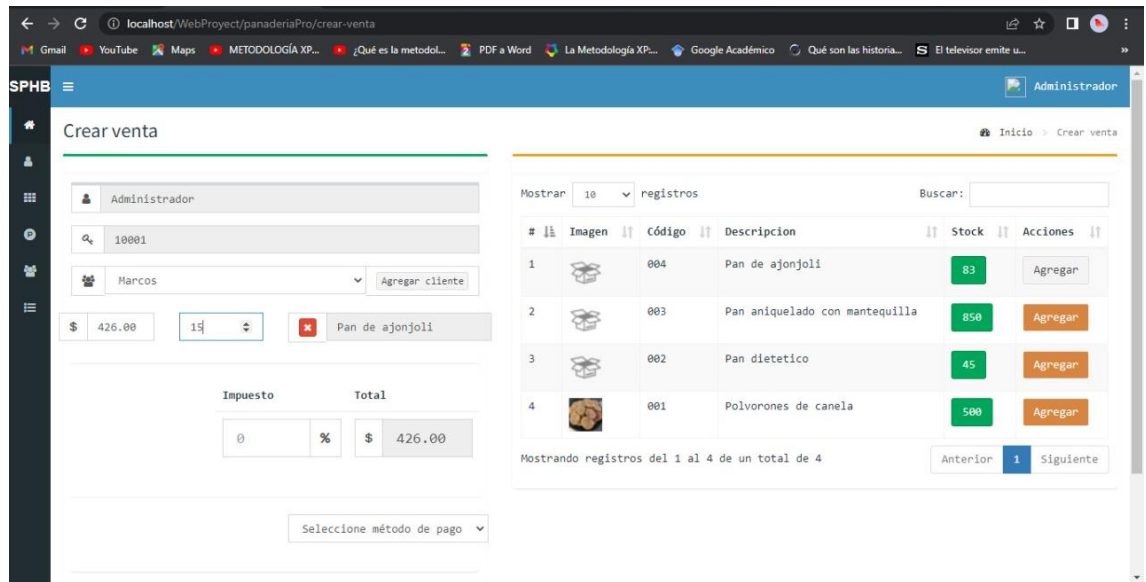 localhost/WebProyect/panaderiaPro/crear-venta
Gmail YouTube Maps METODOLOGÍA XP... ¿Qué es la metodol... PDF a Word La Metodología XP:... Google Académico Qué son las historia... El televisor emite u... »
SPHB Administrador
Crear venta
Inicio > Crear venta
Administrador
10001
Marcos Agregar cliente
$ 426.00 15 Pan de ajonjoli
Impuesto Total
0 % $ 426.00
Seleccione método de pago
Mostrar 10 registros Buscar:
# Imagen Código Descripcion Stock Acciones
1 004 Pan de ajonjoli 83 Agregar
2 003 Pan aniquelado con mantequilla 850 Agregar
3 002 Pan dietetico 45 Agregar
4 001 Polvorones de canela 500 Agregar
Mostrando registros del 1 al 4 de un total de 4 Anterior 1 Siguiente